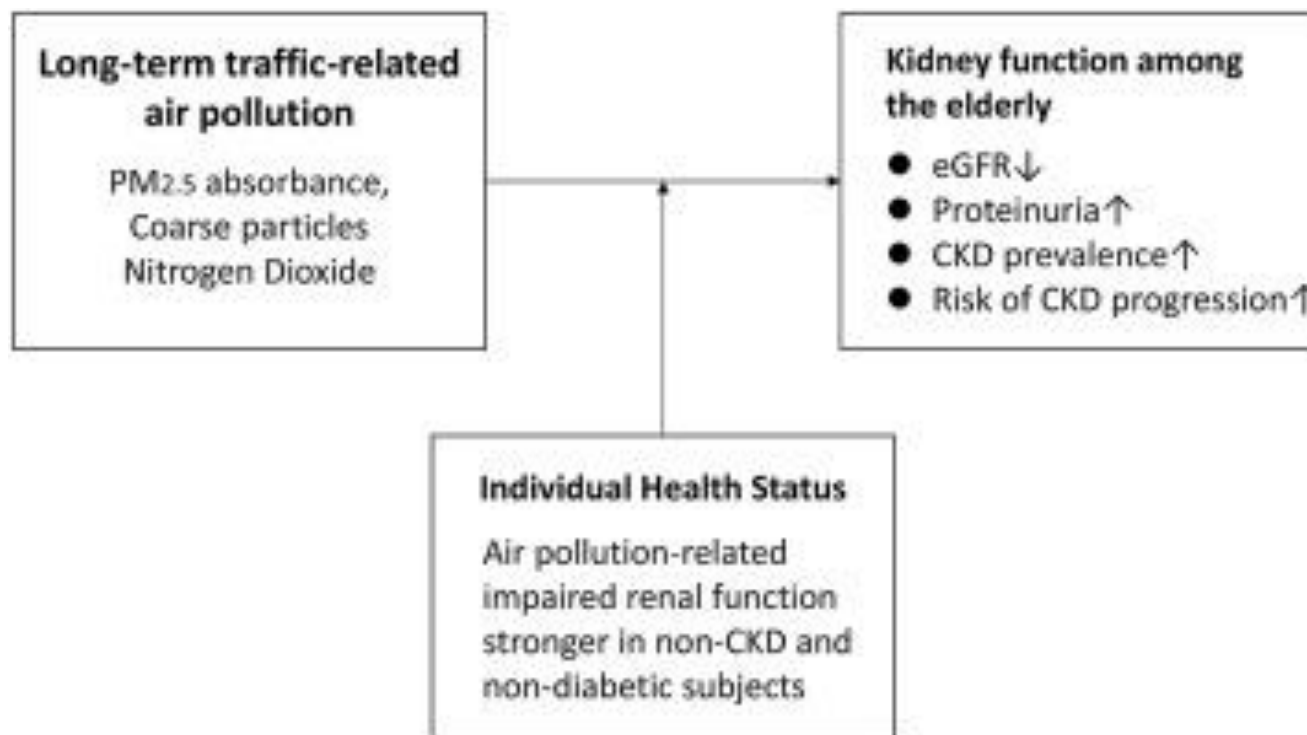 Long-term traffic-related
air pollution
PM2.5 absorbance,
Coarse particles
Nitrogen Dioxide
Kidney function among
the elderly
● eGFR↓
● Proteinuria↑
● CKD prevalence↑
● Risk of CKD progression↑
Individual Health Status
Air pollution-related
impaired renal function
stronger in non-CKD and
non-diabetic subjects